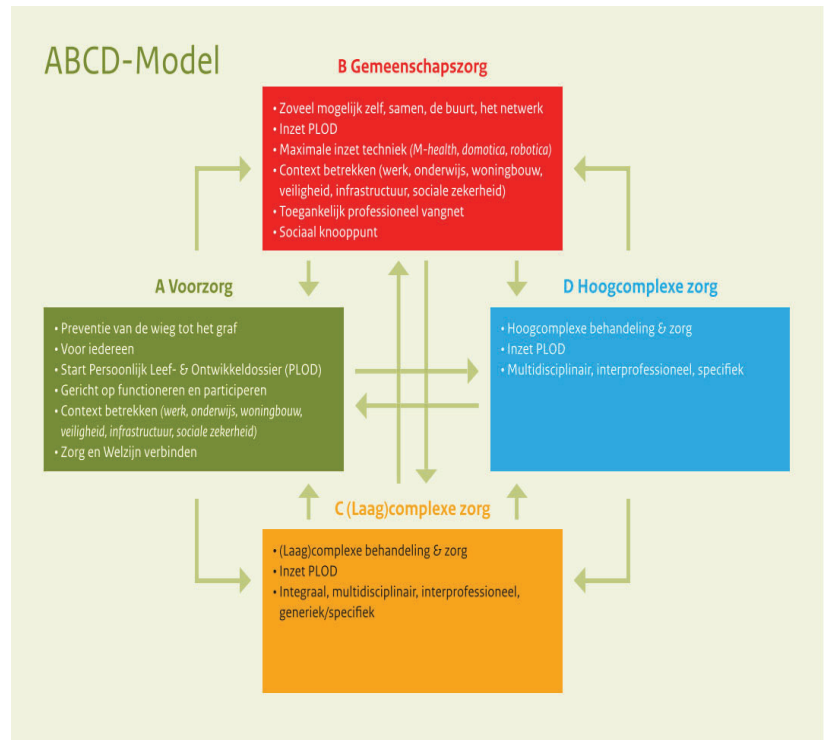 ABCD-Model
B Gemeenschapszorg
• Zoveel mogelijk zelf, samen, de buurt, het netwerk
• Inzet PLOD
• Maximale inzet techniek (M-health, domotica, robotica)
• Context betrekken (werk, onderwijs, woningbouw,
veiligheid, infrastructuur, sociale zekerheid)
• Toegankelijk professioneel vangnet
• Sociaal knooppunt
A Voorzorg
• Preventie van de wieg tot het graf
• Voor iedereen
• Start Persoonlijk Leef- & Ontwikkeldossier (PLOD)
• Gericht op functioneren en participeren
• Context betrekken (werk, onderwijs, woningbouw,
veiligheid, infrastructuur, sociale zekerheid)
• Zorg en Welzijn verbinden
D Hoogcomplexe zorg
• Hoogcomplexe behandeling & zorg
• Inzet PLOD
• Multidisciplinair, interprofessioneel, specifiek
C (Laag)complexe zorg
• (Laag)complexe behandeling & zorg
• Inzet PLOD
• Integraal, multidisciplinair, interprofessioneel,
generiek/specifiek